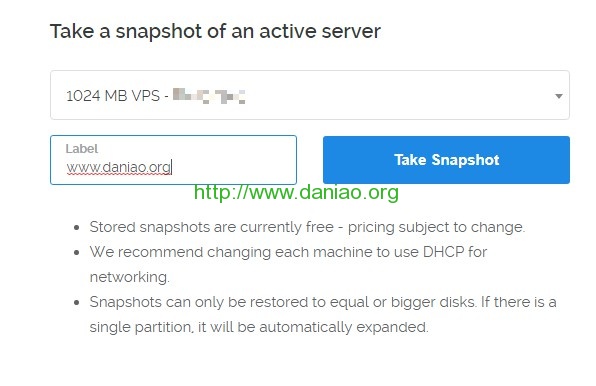 Take a snapshot of an active server
1024 MB VPS -
Label
www.daniao.org
Take Snapshot
http://www.daniao.org
Stored snapshots are currently free - pricing subject to change.
We recommend changing each machine to use DHCP for
networking.
Snapshots can only be restored to equal or bigger disks. If there is a
single partition, it will be automatically expanded.